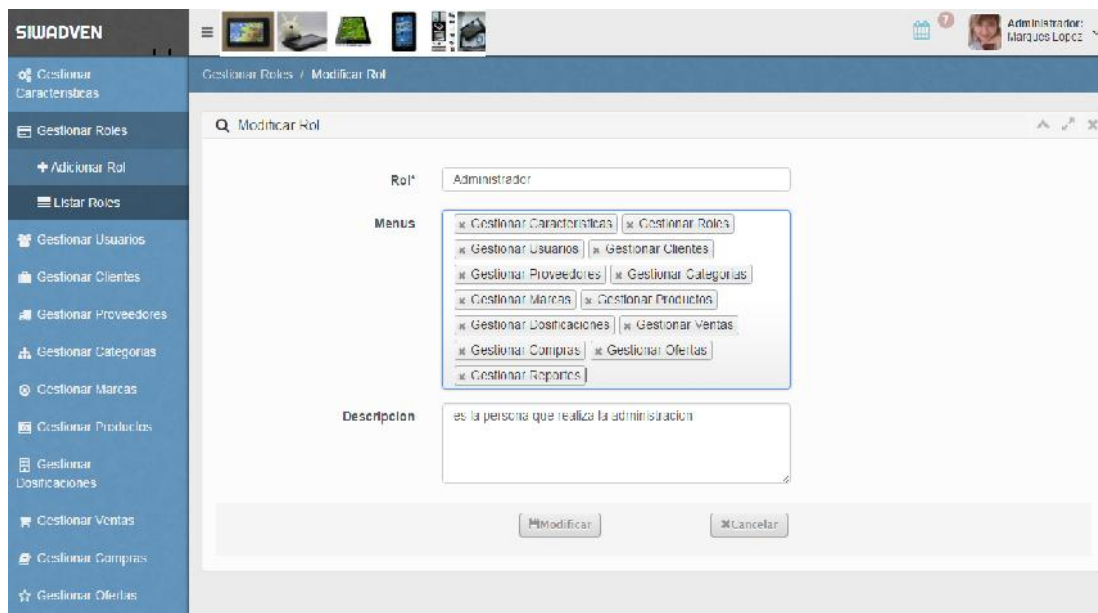 SIWADVEN
7
Administrador:
Marques Lopez
Gestionar
Caracteristicas
Gestionar Roles
Adicionar Rol
Listar Roles
Gestionar Usuarios
Gestionar Clientes
Gestionar Proveedores
Gestionar Categorias
Gestionar Marcas
Gestionar Productos
Gestionar
Dosificaciones
Gestionar Ventas
Gestionar Compras
Gestionar Ofertas
Gestionar Roles / Modificar Rol
Modificar Rol
Rol* Administrador
Menus
Gestionar Caracteristicas Gestionar Roles
Gestionar Usuarios Gestionar Clientes
Gestionar Proveedores Gestionar Categorias
Gestionar Marcas Gestionar Productos
Gestionar Dosificaciones Gestionar Ventas
Gestionar Compras Gestionar Ofertas
Gestionar Reportes
Descripcion es la persona que realiza la administracion
Modificar Cancelar